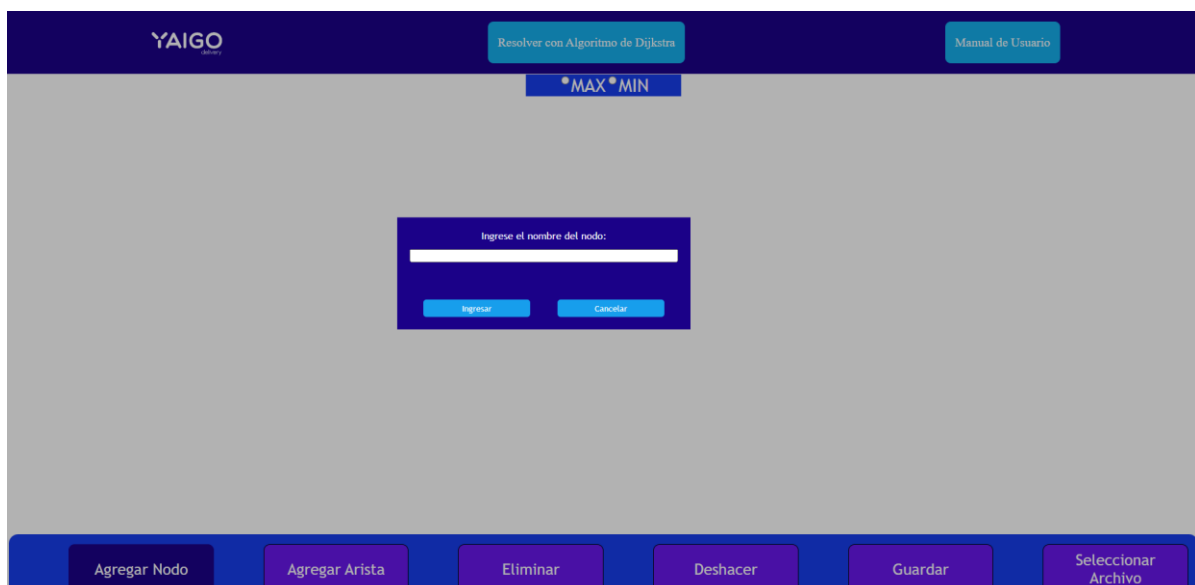 YAIGO
delivery
Resolver con Algoritmo de Dijkstra
Manual de Usuario
MAX MIN
Ingrese el nombre del nodo:
Ingresar
Cancelar
Agregar Nodo
Agregar Arista
Eliminar
Deshacer
Guardar
Seleccionar
Archivo